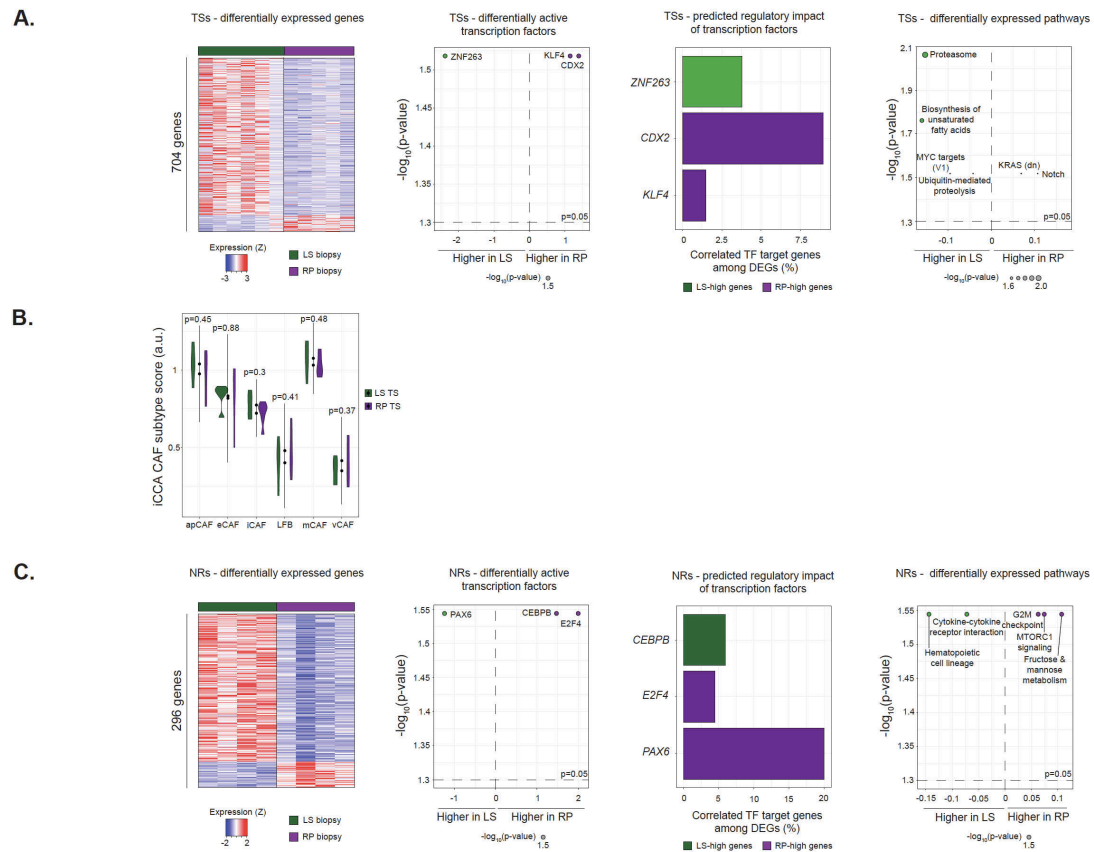 A.
TSs - differentially expressed genes
704 genes
Expression (Z)
-3 3
LS biopsy
RP biopsy
TSs - differentially active
transcription factors
-log10(p-value)
1.5
1.45
1.4
1.35
1.3
ZNF263
KLF4
CDX2
p=0.05
-2 -1 0 1 2
Higher in LS Higher in RP
-log10(p-value)
1.5
TSs - predicted regulatory impact
of transcription factors
ZNF263
CDX2
KLF4
0 2.5 5.0 7.5
Correlated TF target genes
among DEGs (%)
LS-high genes RP-high genes
TSs - differentially expressed pathways
-log10(p-value)
2.1
1.9
1.7
1.5
1.3
Proteasome
Biosynthesis of
unsaturated
fatty acids
MYC targets
(V1)
Ubiquitin-mediated
proteolysis
KRAS (dn)
Notch
p=0.05
-0.1 0 0.1
Higher in LS Higher in RP
-log10(p-value)
1.6 2.0
B.
iCCA CAF subtype score (a.u.)
1
0.5
p=0.45
p=0.88
p=0.3
p=0.41
p=0.48
p=0.37
apCAF eCAF iCAF LFB mCAF vCAF
LS TS
RP TS
C.
NRs - differentially expressed genes
296 genes
Expression (Z)
-2 2
LS biopsy
RP biopsy
NRs - differentially active
transcription factors
-log10(p-value)
1.55
1.5
1.45
1.4
1.35
1.3
PAX6
CEBPB
E2F4
p=0.05
-1 0 1 2
Higher in LS Higher in RP
-log10(p-value)
1.5
NRs - predicted regulatory impact
of transcription factors
CEBPB
E2F4
PAX6
0 5 10 15 20
Correlated TF target genes
among DEGs (%)
LS-high genes RP-high genes
NRs - differentially expressed pathways
-log10(p-value)
1.55
1.5
1.45
1.4
1.35
1.3
Cytokine-cytokine
receptor interaction
Hematopoietic
cell lineage
G2M
checkpoint
MTORC1
signaling
Fructose &
mannose
metabolism
p=0.05
-0.15 -0.1 -0.05 0 0.05 0.1
Higher in LS Higher in RP
-log10(p-value)
1.5